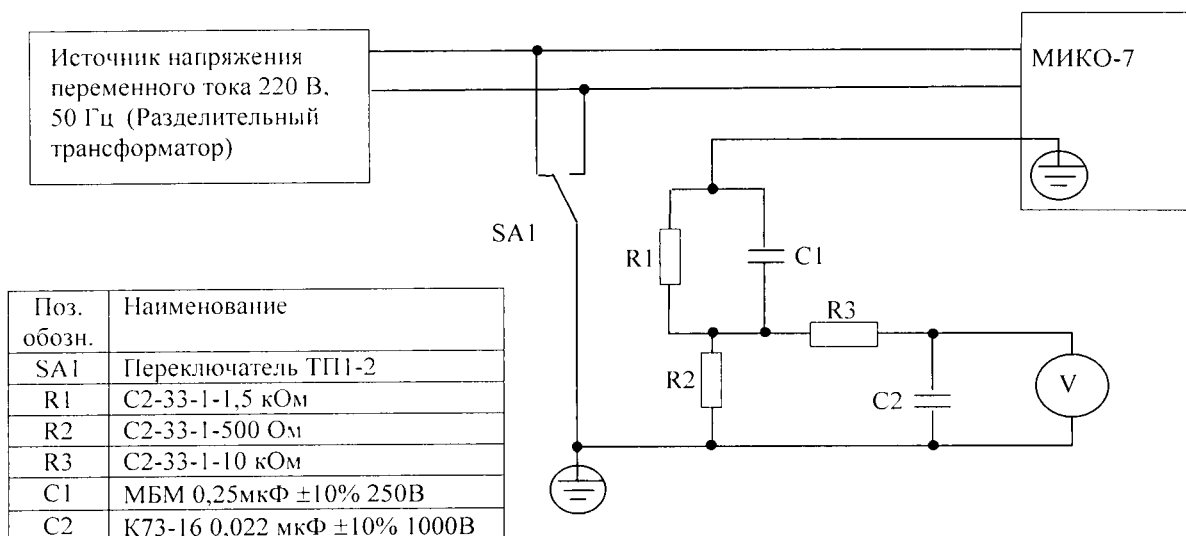 Источник напряжения
переменного тока 220 В,
50 Гц (Разделительный
трансформатор)
МИКО-7
SA1
R1
C1
R3
R2
C2
V
Поз. обозн. Наименование
SA1 Переключатель ТП1-2
R1 С2-33-1-1,5 кОм
R2 С2-33-1-500 Ом
R3 С2-33-1-10 кОм
C1 МБМ 0,25мкФ ±10% 250В
C2 К73-16 0,022 мкФ ±10% 1000В